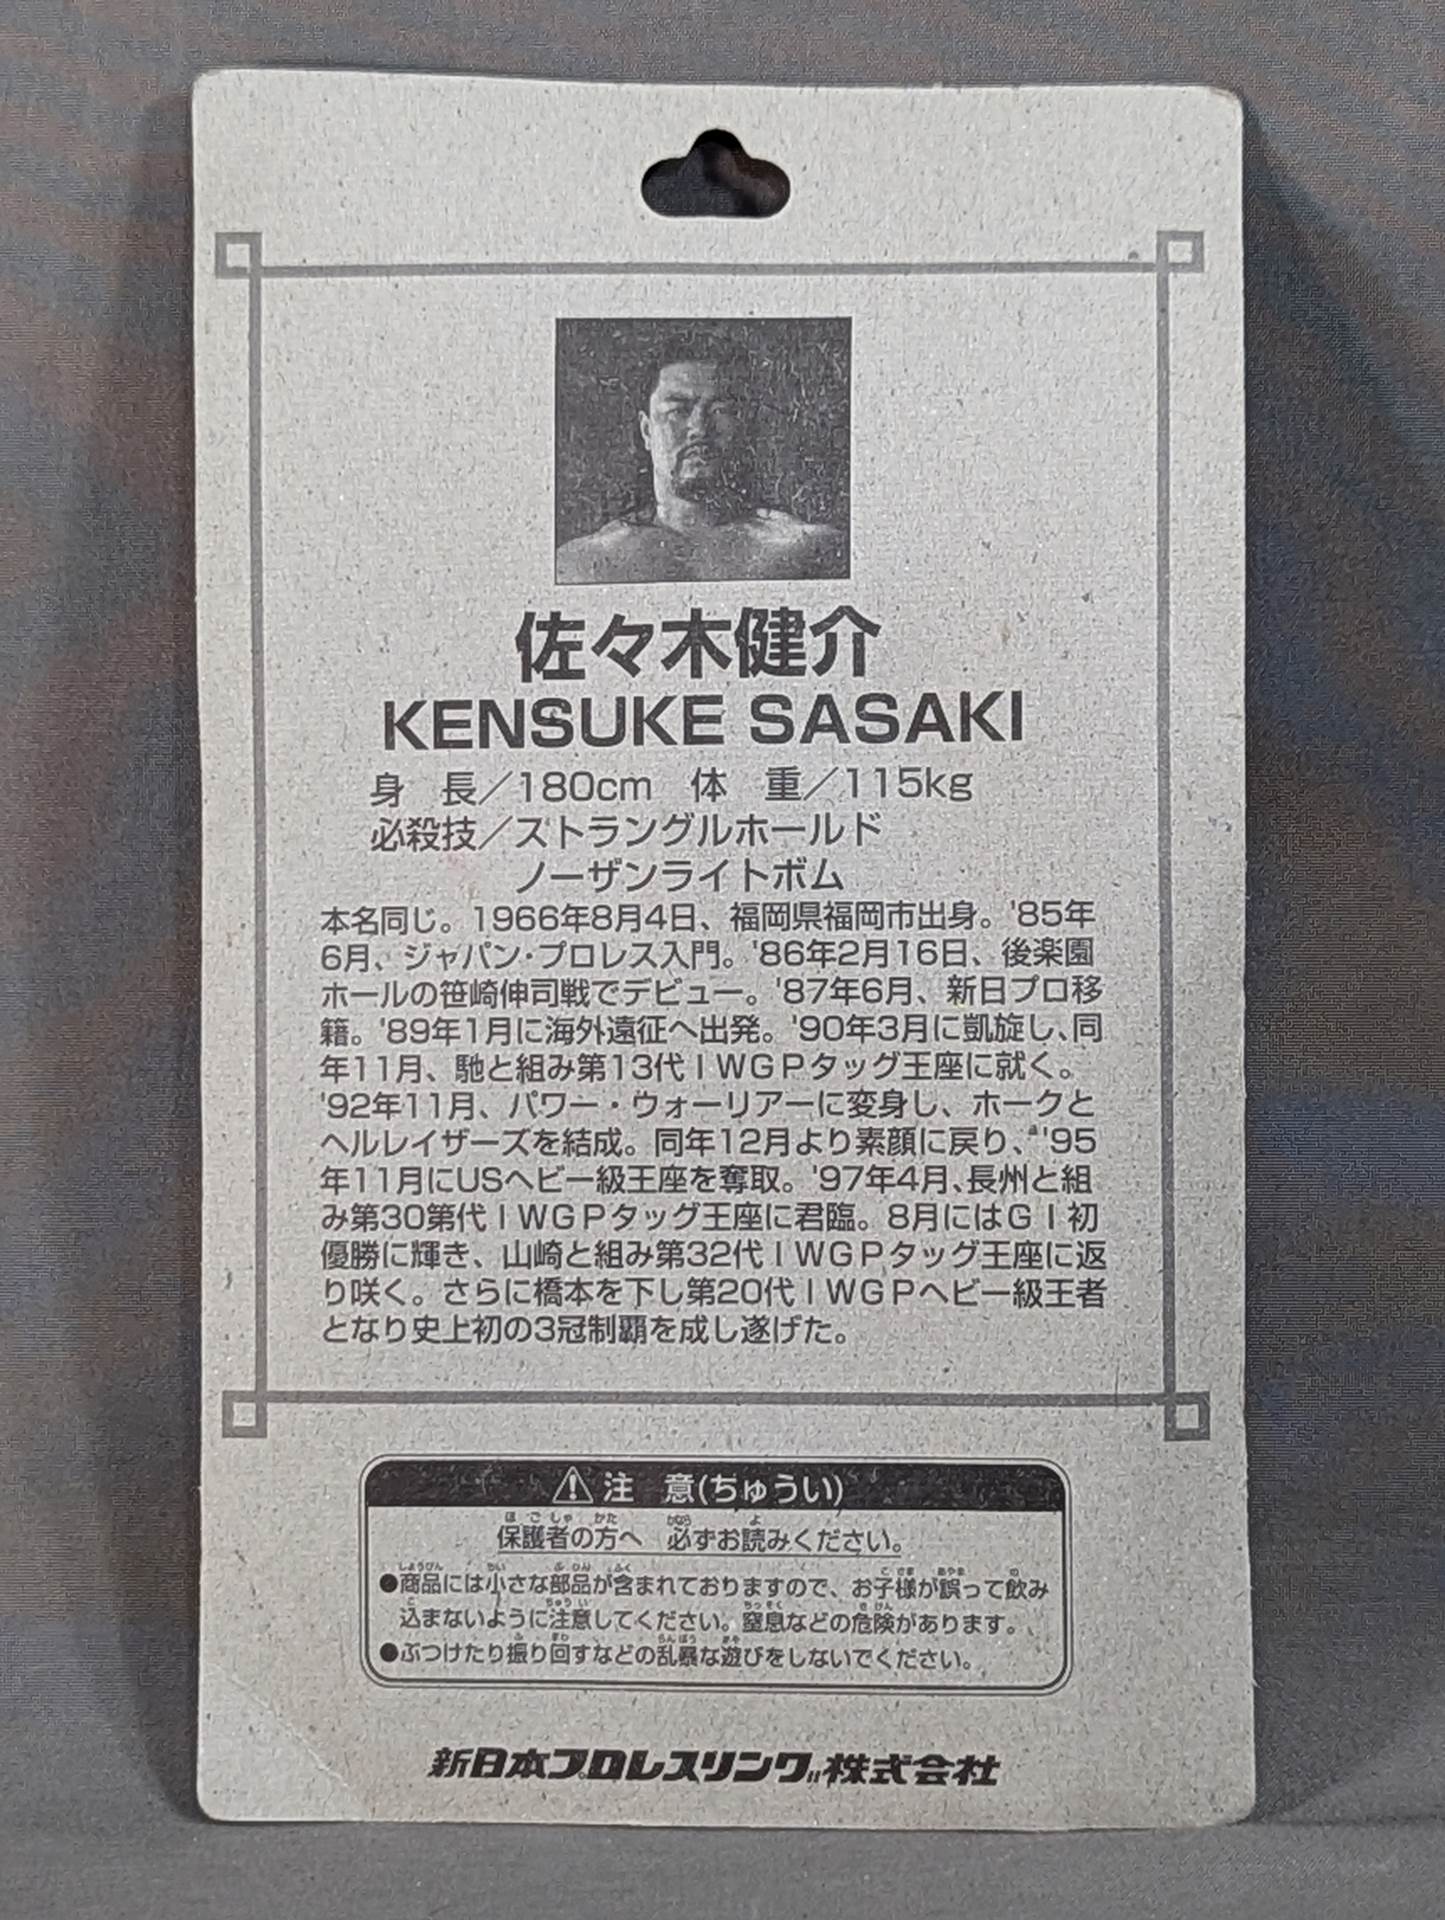 佐々木健介
KENSUKE SASAKI
身　長／180cm　体　重／115kg
必殺技／ストラングルホールド
ノーザンライトボム
本名同じ。1966年8月4日、福岡県福岡市出身。'85年
6月、ジャパン・プロレス入門。'86年2月16日、後楽園
ホールの笹崎伸司戦でデビュー。'87年6月、新日プロ移
籍。'89年1月に海外遠征へ出発。'90年3月に凱旋し、同
年11月、馳と組み第13代IWGPタッグ王座に就く。
'92年11月、パワー・ウォーリアーに変身し、ホークと
ヘルレイザーズを結成。同年12月より素顔に戻り、'95
年11月にUSヘビー級王座を奪取。'97年4月、長州と組
み第30第代IWGPタッグ王座に君臨。8月にはGI初
優勝に輝き、山崎と組み第32代IWGPタッグ王座に返
り咲く。さらに橋本を下し第20代IWGPヘビー級王者
となり史上初の3冠制覇を成し遂げた。
⚠注　意(ちゅうい)
保護者の方へ　必ずお読みください。
●商品には小さな部品が含まれておりますので、お子様が誤って飲み
込まないように注意してください。窒息などの危険があります。
●ぶつけたり振り回すなどの乱暴な遊びをしないでください。
新日本プロレスリング株式会社